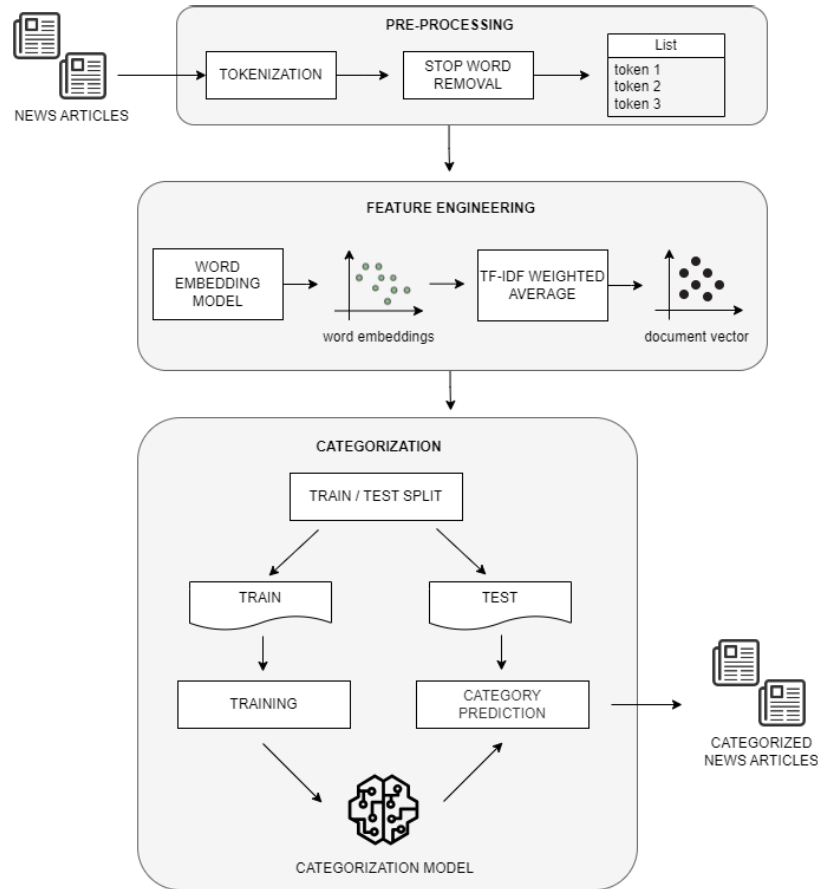 PRE-PROCESSING
NEWS ARTICLES
TOKENIZATION
STOP WORD
REMOVAL
List
token 1
token 2
token 3
FEATURE ENGINEERING
WORD
EMBEDDING
MODEL
word embeddings
TF-IDF WEIGHTED
AVERAGE
document vector
CATEGORIZATION
TRAIN / TEST SPLIT
TRAIN
TEST
TRAINING
CATEGORY
PREDICTION
CATEGORIZED
NEWS ARTICLES
CATEGORIZATION MODEL